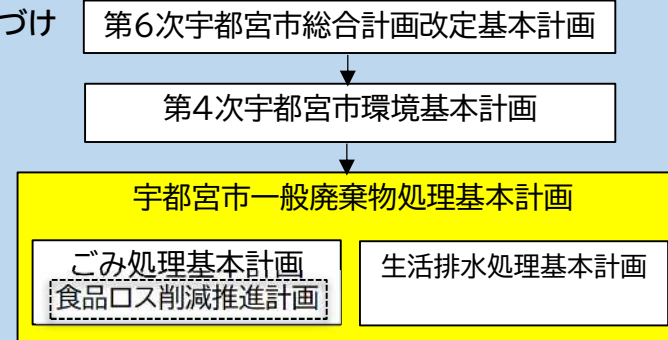 づけ
第6次宇都宮市総合計画改定基本計画
第4次宇都宮市環境基本計画
宇都宮市一般廃棄物処理基本計画
ごみ処理基本計画
食品ロス削減推進計画
生活排水処理基本計画